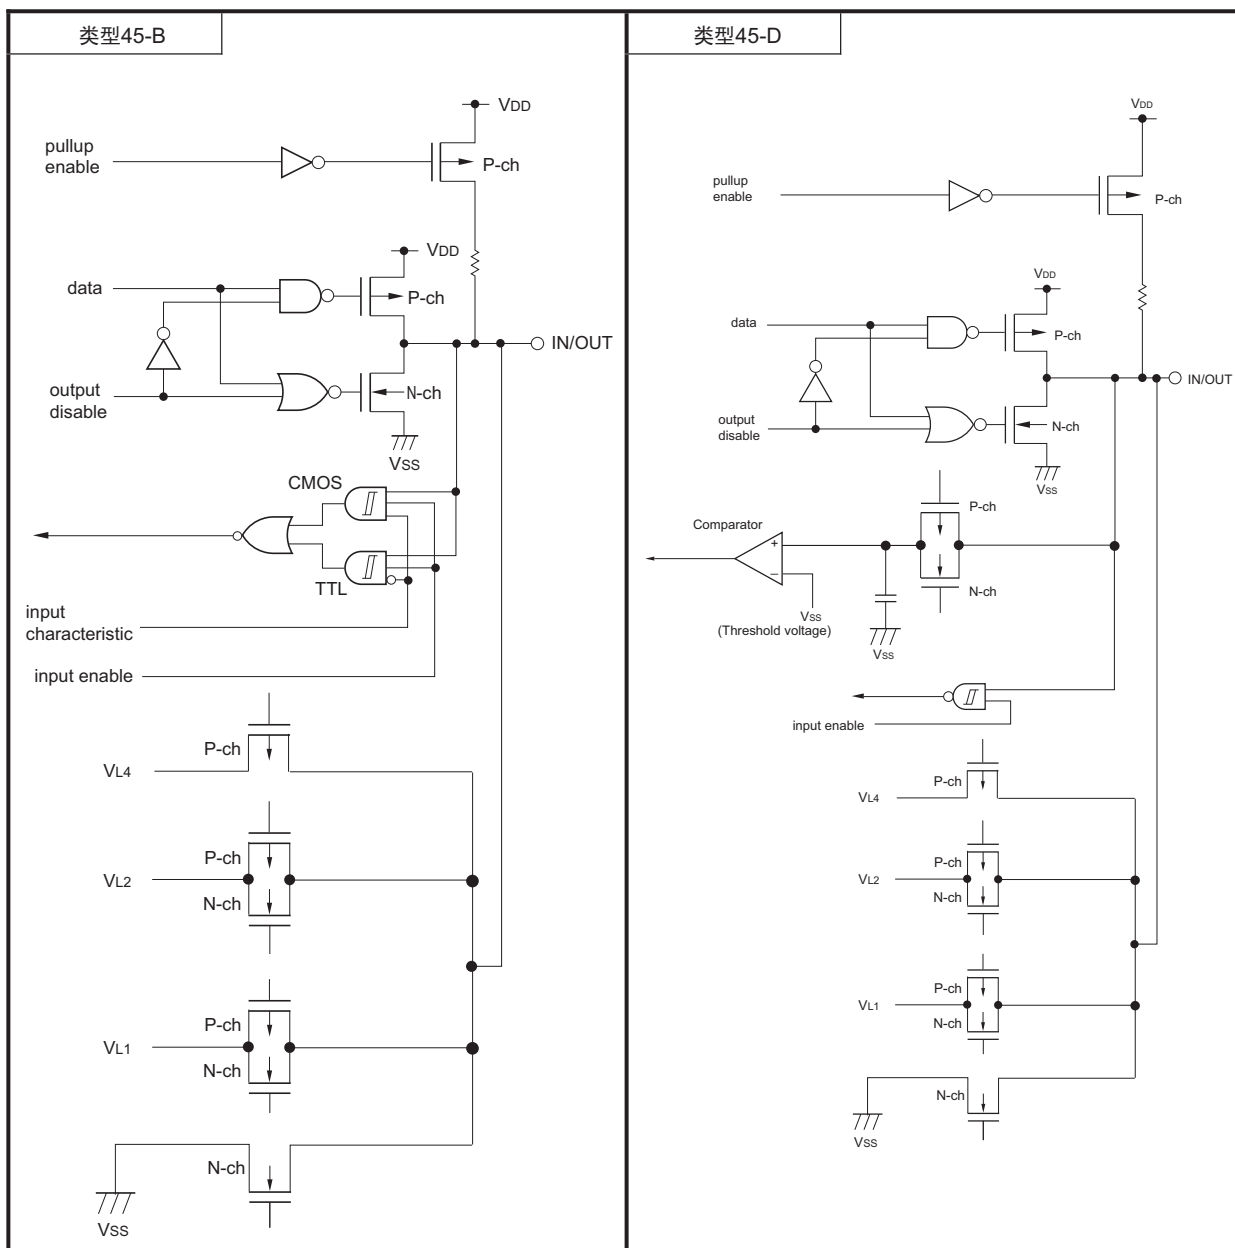 类型45-B
VDD
pullup
enable
P-ch
VDD
data
P-ch
IN/OUT
output
disable
N-ch
VSS
CMOS
TTL
input
characteristic
input enable
P-ch
VL4
P-ch
VL2
N-ch
P-ch
VL1
N-ch
N-ch
VSS
类型45-D
VDD
pullup
enable
P-ch
VDD
data
P-ch
IN/OUT
output
disable
N-ch
VSS
P-ch
Comparator
+
–
N-ch
VSS
(Threshold voltage)
VSS
input enable
P-ch
VL4
P-ch
VL2
N-ch
P-ch
VL1
N-ch
N-ch
VSS